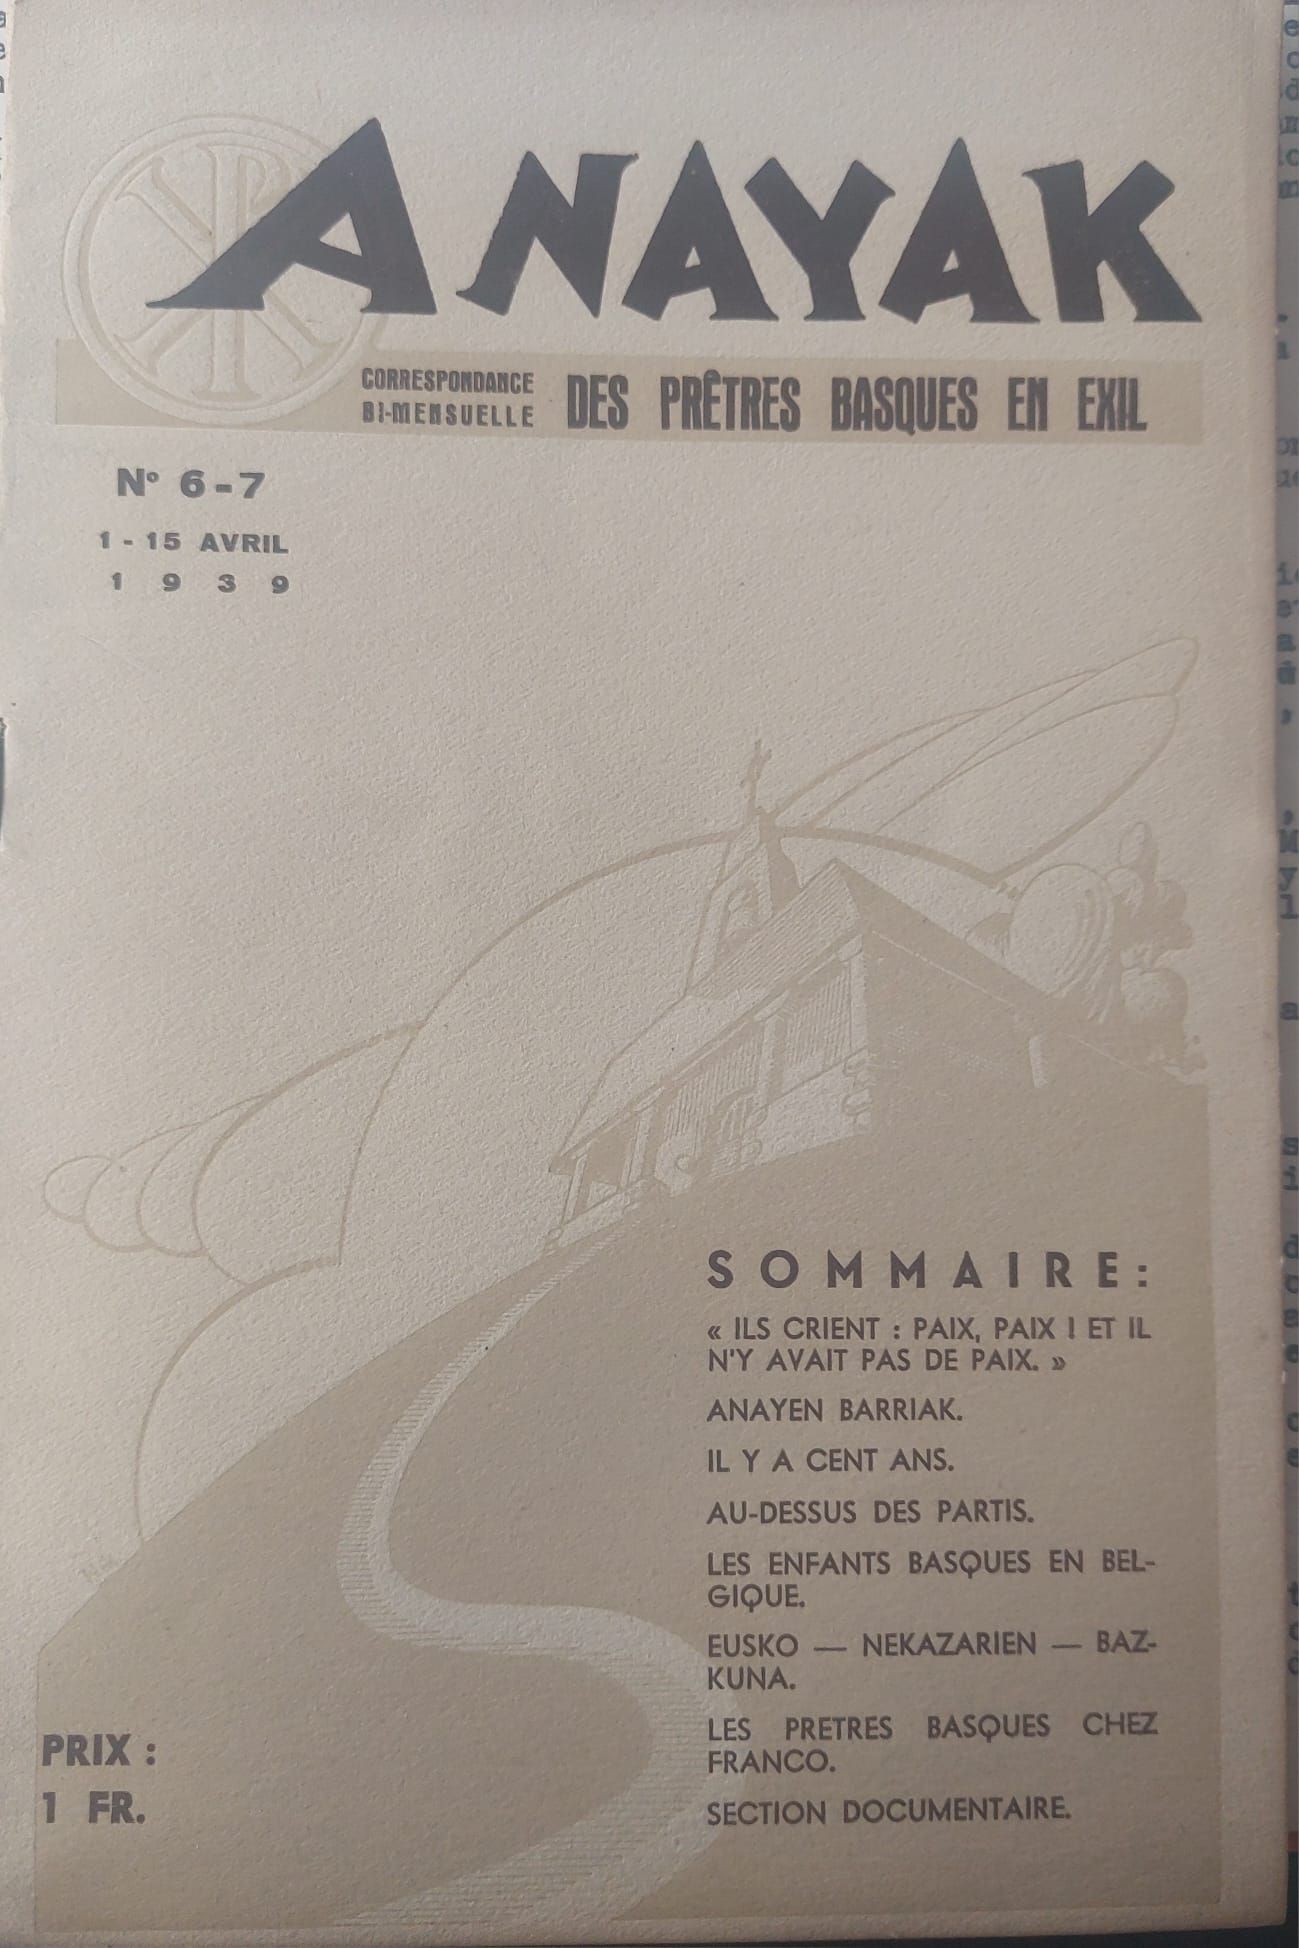 ANAYAK
CORRESPONDANCE
BI-MENSUELLE
DES PRÊTRES BASQUES EN EXIL
Nº 6-7
1 - 15 AVRIL
1 9 3 9
SOMMAIRE:
« ILS CRIENT : PAIX, PAIX ! ET IL
N'Y AVAIT PAS DE PAIX. »
ANAYEN BARRIAK.
IL Y A CENT ANS.
AU-DESSUS DES PARTIS.
LES ENFANTS BASQUES EN BEL-
GIQUE.
EUSKO — NEKAZARIEN — BAZ-
KUNA.
LES PRETRES BASQUES CHEZ
FRANCO.
SECTION DOCUMENTAIRE.
PRIX :
1 FR.